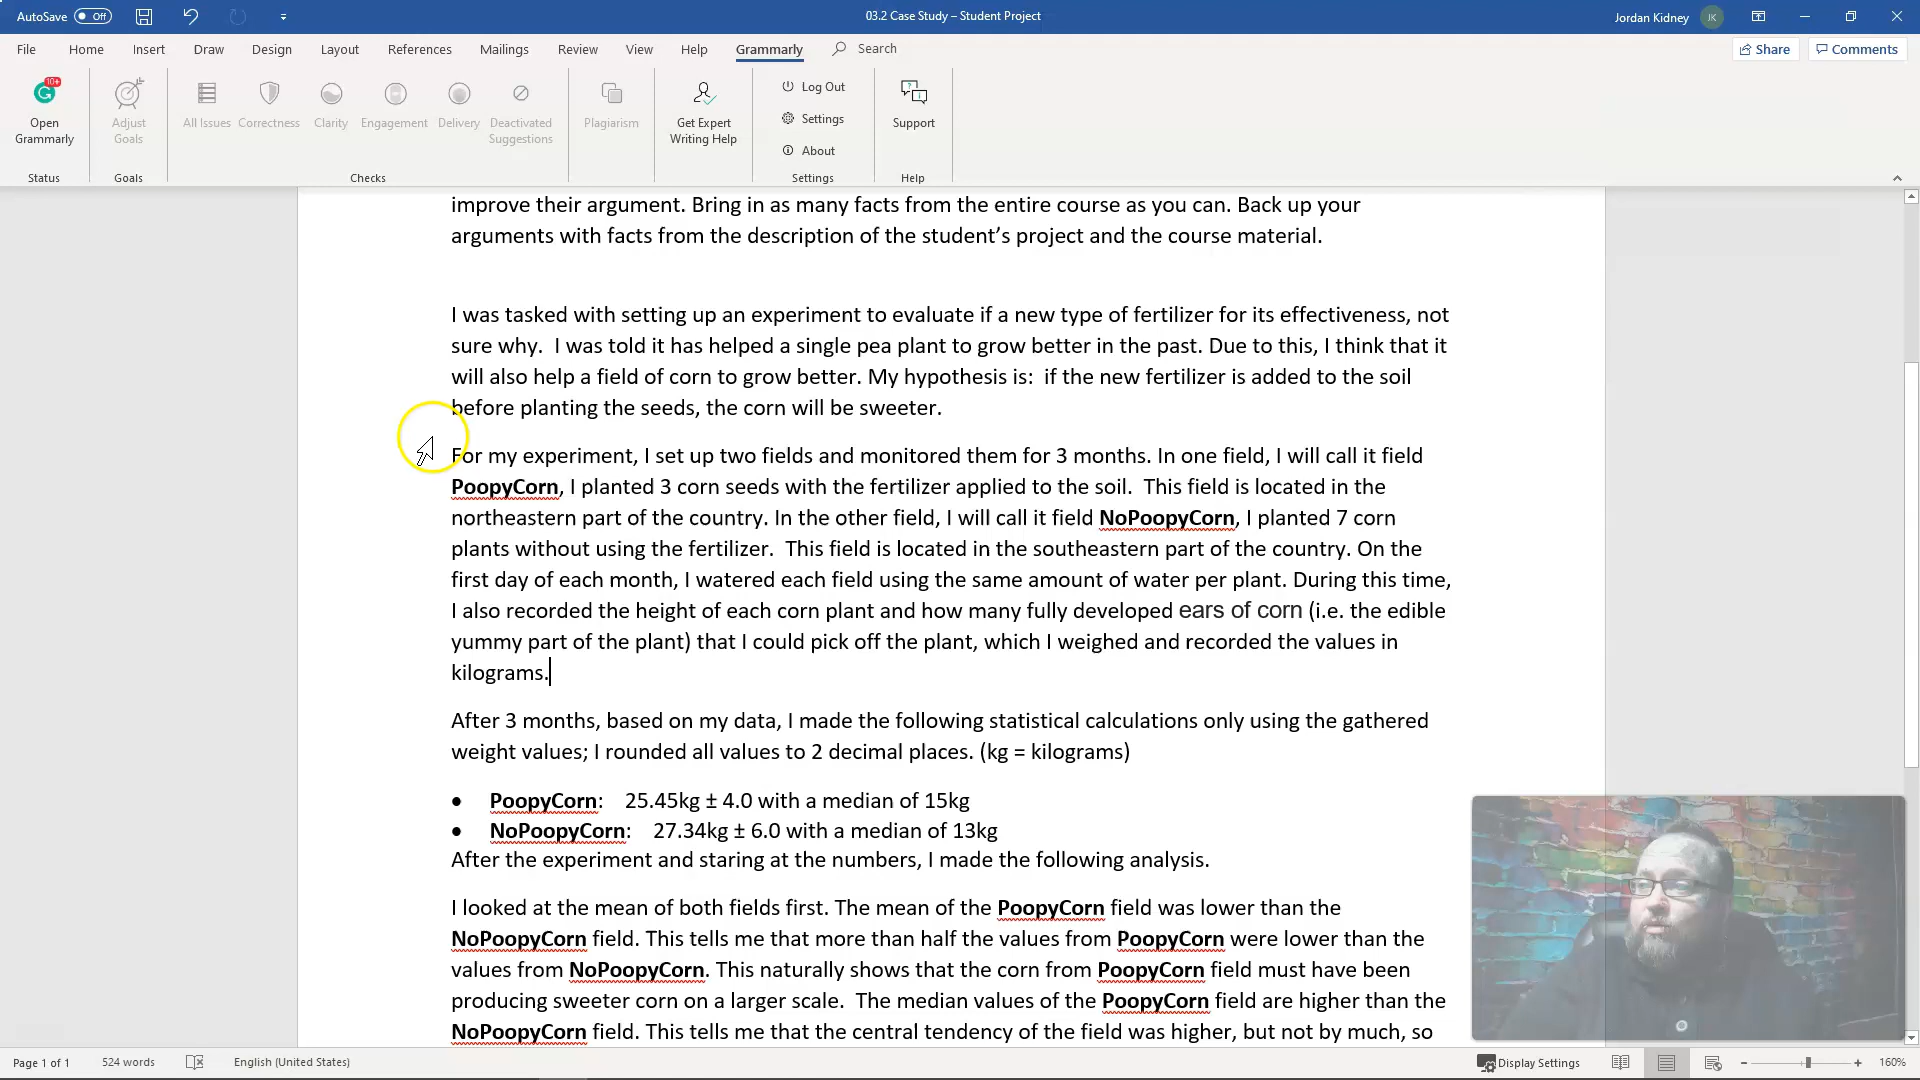 AutoSave Off
03.2 Case Study – Student Project
Jordan Kidney JK
File Home Insert Draw Design Layout References Mailings Review View Help Grammarly Search
Share Comments
10+
Open Grammarly
Adjust Goals
All Issues Correctness Clarity Engagement Delivery Deactivated Suggestions
Plagiarism
Get Expert Writing Help
Log Out
Settings
About
Support
Status Goals Checks Settings Help
improve their argument. Bring in as many facts from the entire course as you can. Back up your
arguments with facts from the description of the student’s project and the course material.
I was tasked with setting up an experiment to evaluate if a new type of fertilizer for its effectiveness, not
sure why.  I was told it has helped a single pea plant to grow better in the past. Due to this, I think that it
will also help a field of corn to grow better. My hypothesis is:  if the new fertilizer is added to the soil
before planting the seeds, the corn will be sweeter.
For my experiment, I set up two fields and monitored them for 3 months. In one field, I will call it field
PoopyCorn, I planted 3 corn seeds with the fertilizer applied to the soil.  This field is located in the
northeastern part of the country. In the other field, I will call it field NoPoopyCorn, I planted 7 corn
plants without using the fertilizer.  This field is located in the southeastern part of the country. On the
first day of each month, I watered each field using the same amount of water per plant. During this time,
I also recorded the height of each corn plant and how many fully developed ears of corn (i.e. the edible
yummy part of the plant) that I could pick off the plant, which I weighed and recorded the values in
kilograms.
After 3 months, based on my data, I made the following statistical calculations only using the gathered
weight values; I rounded all values to 2 decimal places. (kg = kilograms)
• PoopyCorn:    25.45kg ± 4.0 with a median of 15kg
• NoPoopyCorn:    27.34kg ± 6.0 with a median of 13kg
After the experiment and staring at the numbers, I made the following analysis.
I looked at the mean of both fields first. The mean of the PoopyCorn field was lower than the
NoPoopyCorn field. This tells me that more than half the values from PoopyCorn were lower than the
values from NoPoopyCorn. This naturally shows that the corn from PoopyCorn field must have been
producing sweeter corn on a larger scale.  The median values of the PoopyCorn field are higher than the
NoPoopyCorn field. This tells me that the central tendency of the field was higher, but not by much, so
Page 1 of 1 524 words English (United States) Display Settings 160%